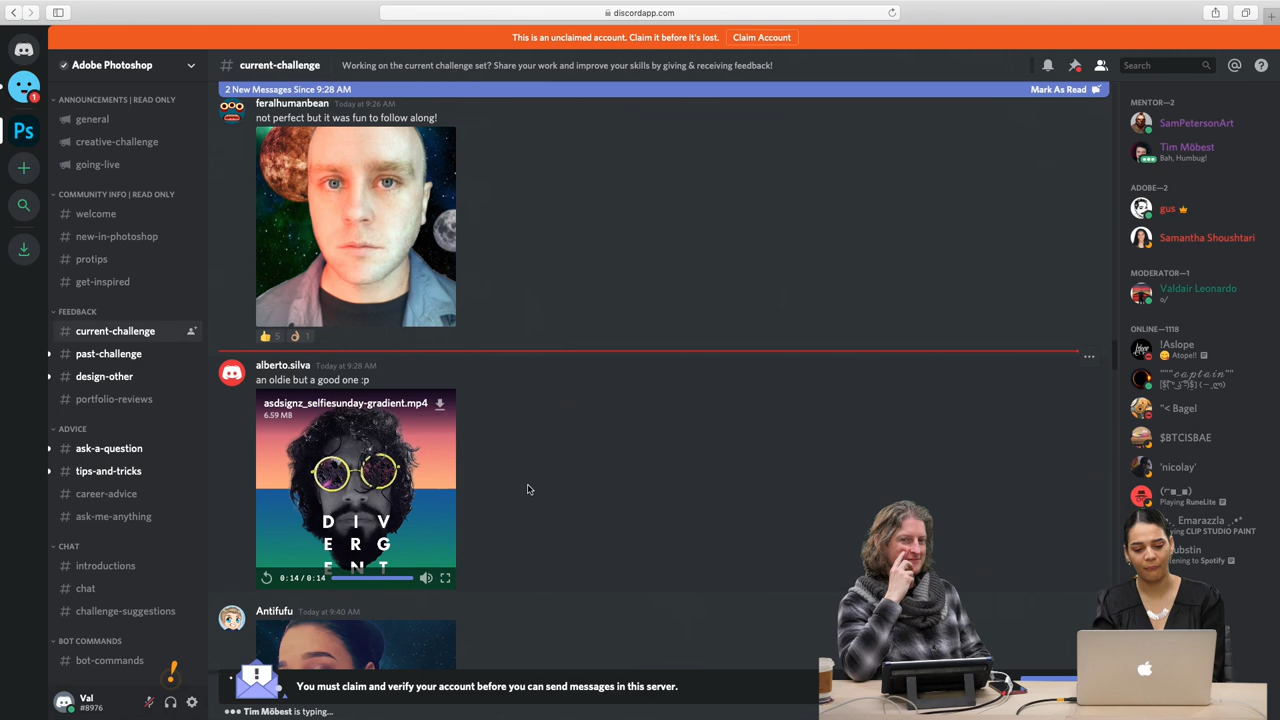 discordapp.com
This is an unclaimed account. Claim it before it's lost.
Claim Account
Adobe Photoshop
# current-challenge
Working on the current challenge set? Share your work and improve your skills by giving & receiving feedback!
Search
2 New Messages Since 9:28 AM
Mark As Read
1
Ps
ANNOUNCEMENTS | READ ONLY
general
creative-challenge
going-live
COMMUNITY INFO | READ ONLY
# welcome
# new-in-photoshop
# protips
# get-inspired
FEEDBACK
# current-challenge
# past-challenge
# design-other
# portfolio-reviews
ADVICE
# ask-a-question
# tips-and-tricks
# career-advice
# ask-me-anything
CHAT
# introductions
# chat
# challenge-suggestions
BOT COMMANDS
# bot-commands
Val
#8976
feralhumanbean Today at 9:26 AM
not perfect but it was fun to follow along!
5
1
alberto.silva Today at 9:28 AM
an oldie but a good one :p
asdsignz_selfiesunday-gradient.mp4
6.59 MB
D I V
E R G
E N T
0:14 / 0:14
Antifufu Today at 9:40 AM
You must claim and verify your account before you can send messages in this server.
Tim Möbest is typing...
MENTOR—2
SamPetersonArt
Tim Möbest
Bah, Humbug!
ADOBE—2
gus
Samantha Shoushtari
MODERATOR—1
Valdair Leonardo
o/
ONLINE—1118
!Aslope
Atope!!
"< Bagel
$BTCISBAE
'nicolay'
Playing RuneLite
Emarazzla
CLIP STUDIO PAINT
to Spotify